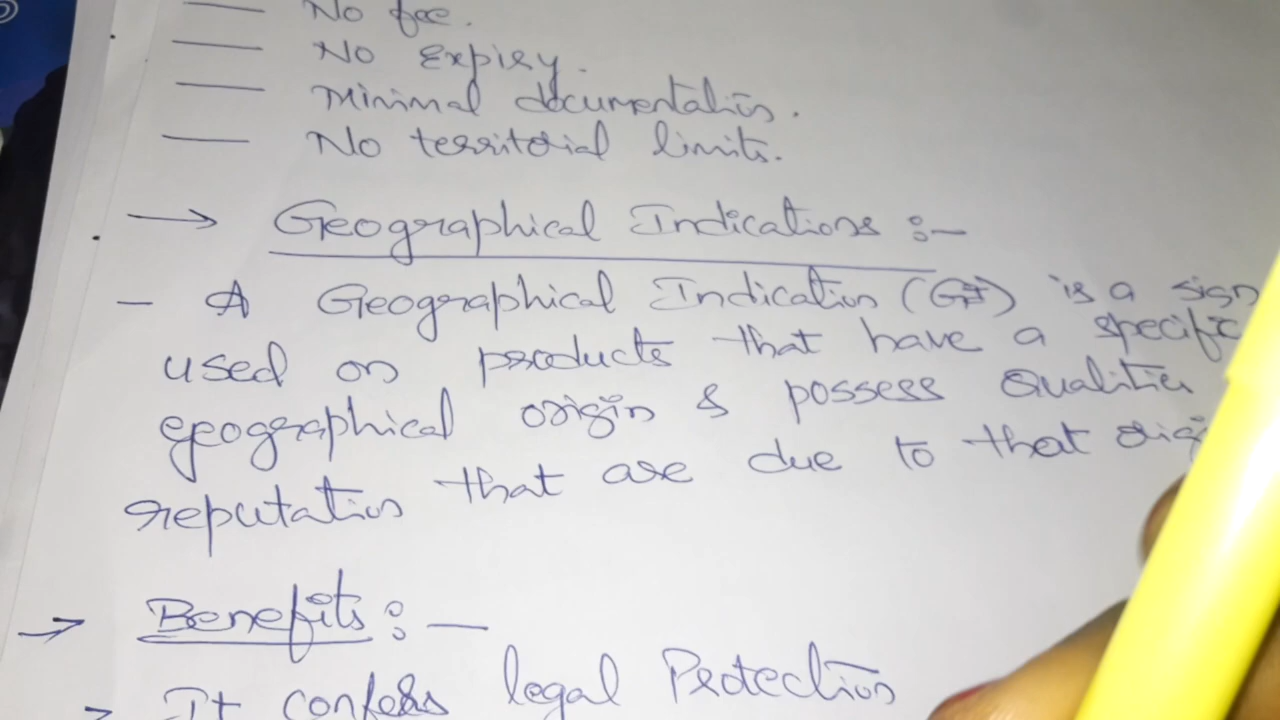 — No fee.
— No Expiry.
— Minimal documentation.
— No territorial limits.
→ Geographical Indications :-
- A Geographical Indication (GI) is a sign
used on products that have a specific
geographical origin & possess Qualities
reputation that are due to that
→ Benefits :-
It confers legal Protection